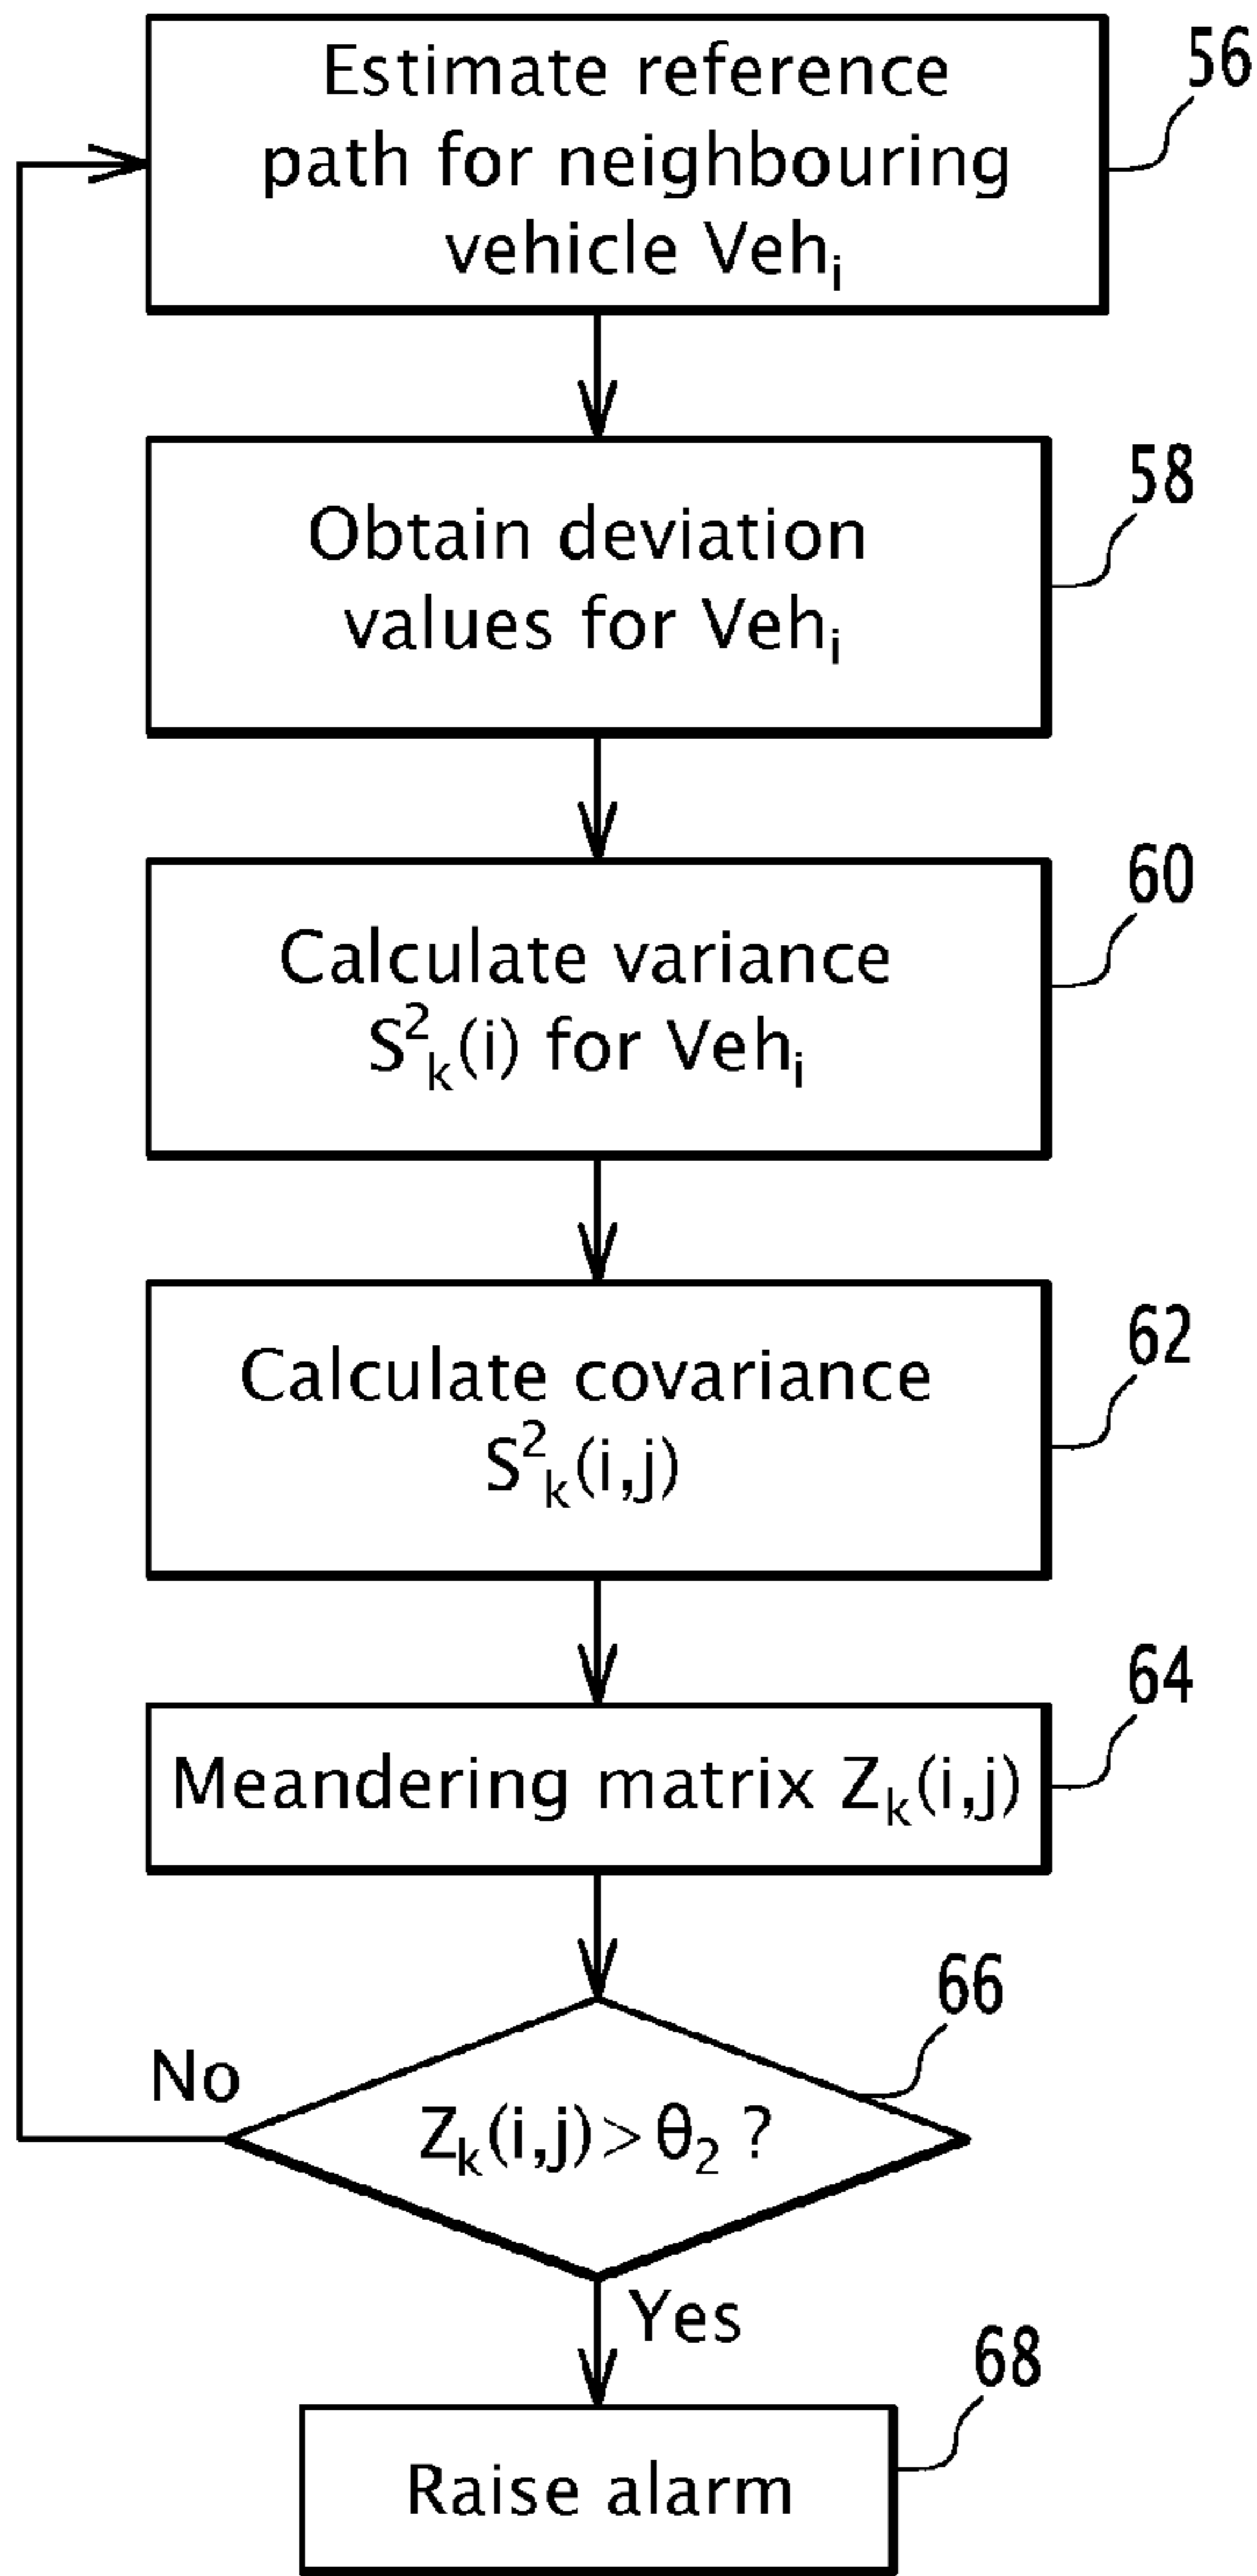 Estimate reference
path for neighbouring
vehicle Vehᵢ
56
Obtain deviation
values for Vehᵢ
58
Calculate variance
S²ₖ(i) for Vehᵢ
60
Calculate covariance
S²ₖ(i,j)
62
Meandering matrix Zₖ(i,j)
64
Zₖ(i,j)>θ₂ ?
66
No
Yes
Raise alarm
68